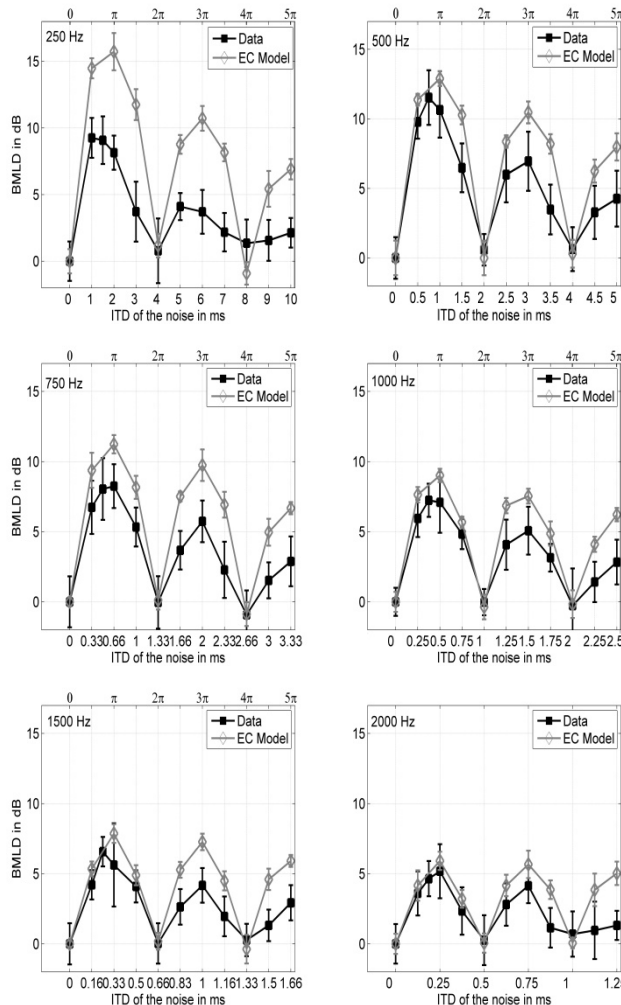 0 π 2π 3π 4π 5π
250 Hz
Data
EC Model
BMLD in dB
15
10
5
0
0 1 2 3 4 5 6 7 8 9 10
ITD of the noise in ms
0 π 2π 3π 4π 5π
500 Hz
Data
EC Model
15
10
5
0
0 0.5 1 1.5 2 2.5 3 3.5 4 4.5 5
ITD of the noise in ms
0 π 2π 3π 4π 5π
750 Hz
Data
EC Model
BMLD in dB
15
10
5
0
0 0.33 0.66 1 1.33 1.66 2 2.33 2.66 3 3.33
ITD of the noise in ms
0 π 2π 3π 4π 5π
1000 Hz
Data
EC Model
15
10
5
0
0 0.25 0.5 0.75 1 1.25 1.5 1.75 2 2.25 2.5
ITD of the noise in ms
0 π 2π 3π 4π 5π
1500 Hz
Data
EC Model
BMLD in dB
15
10
5
0
0 0.16 0.33 0.5 0.66 0.83 1 1.16 1.33 1.5 1.66
ITD of the noise in ms
2000 Hz
Data
EC Model
15
10
5
0
0 0.25 0.5 0.75 1 1.2
ITD of the noise in ms